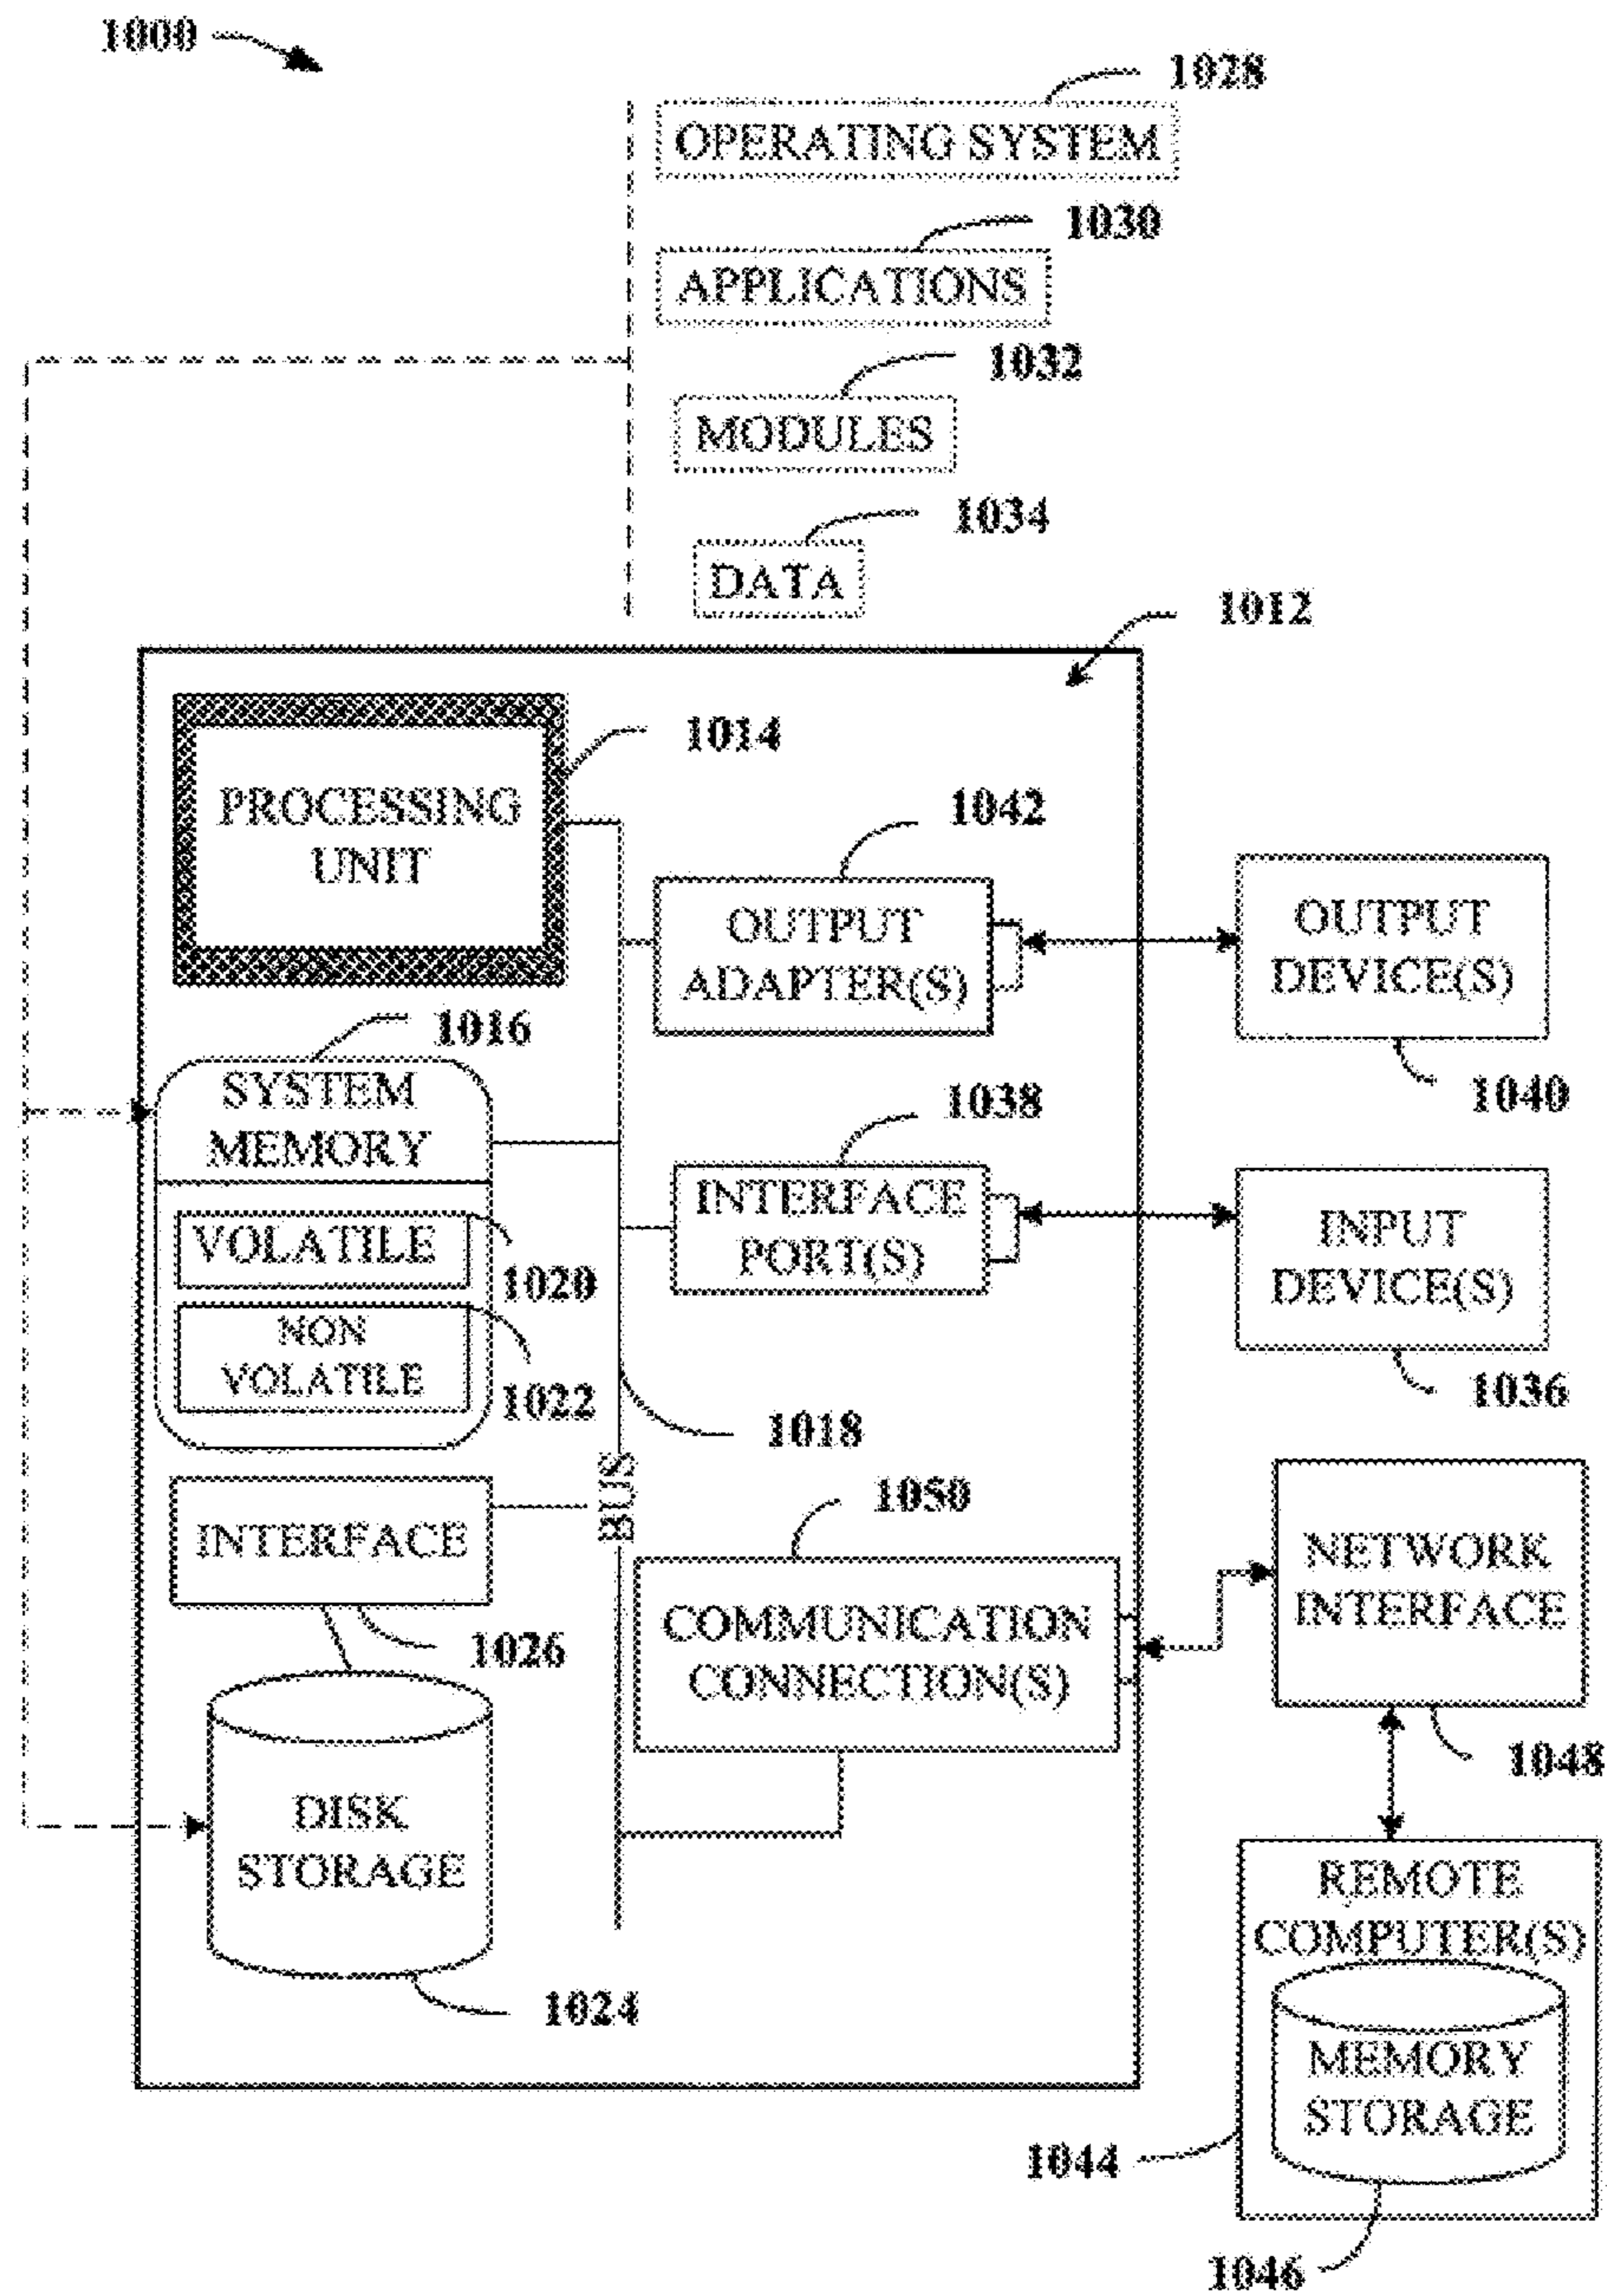 1000
1028
OPERATING SYSTEM
1030
APPLICATIONS
1032
MODULES
1034
DATA
1012
1014
PROCESSING
UNIT
1042
OUTPUT
ADAPTER(S)
OUTPUT
DEVICE(S)
1040
1016
SYSTEM
MEMORY
VOLATILE
1020
NON
VOLATILE
1022
1038
INTERFACE
PORT(S)
INPUT
DEVICE(S)
1036
1018
BUS
INTERFACE
1026
1050
COMMUNICATION
CONNECTION(S)
NETWORK
INTERFACE
1048
DISK
STORAGE
1024
REMOTE
COMPUTER(S)
MEMORY
STORAGE
1044
1046